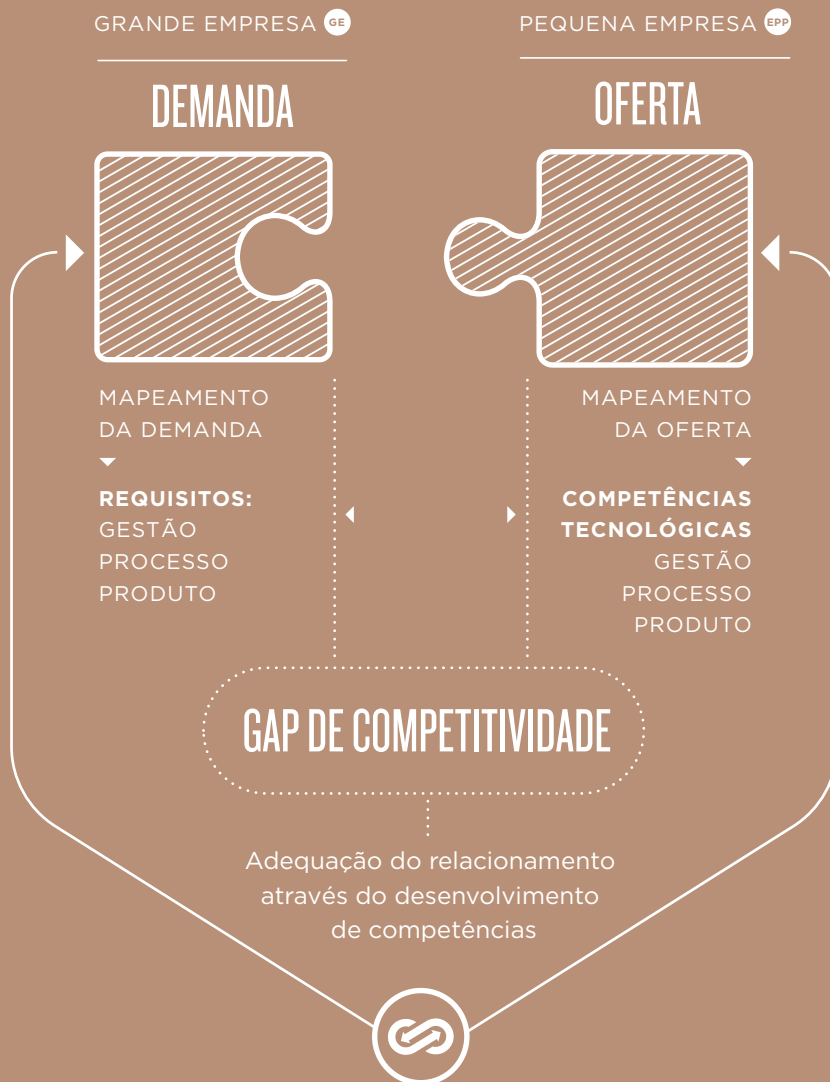 GRANDE EMPRESA GE
DEMANDA
MAPEAMENTO
DA DEMANDA
REQUISITOS:
GESTÃO
PROCESSO
PRODUTO
PEQUENA EMPRESA EPP
OFERTA
MAPEAMENTO
DA OFERTA
COMPETÊNCIAS
TECNOLÓGICAS
GESTÃO
PROCESSO
PRODUTO
GAP DE COMPETITIVIDADE
Adequação do relacionamento
através do desenvolvimento
de competências